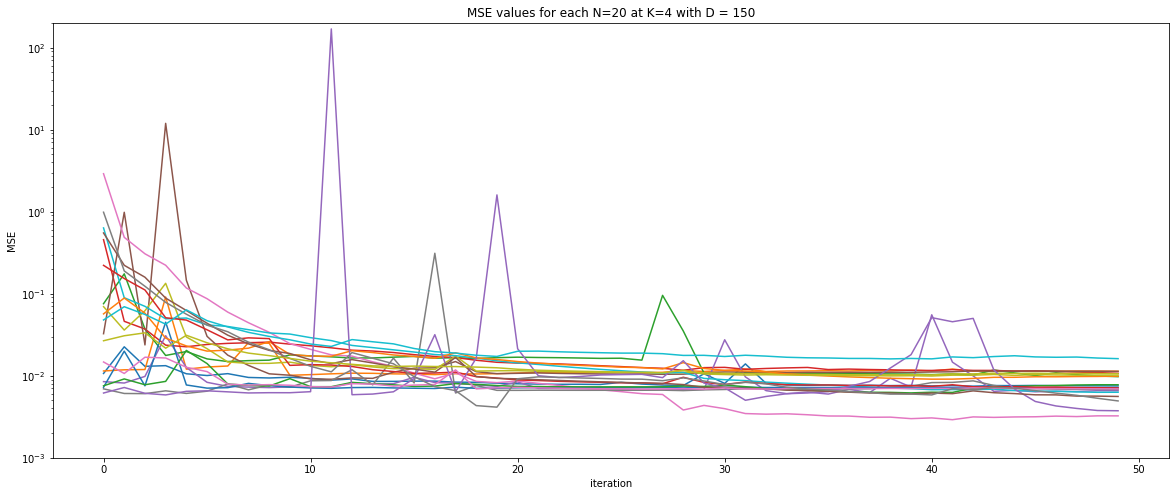 MSE values for each N=20 at K=4 with D = 150
MSE
10²
10¹
10⁰
10⁻¹
10⁻²
10⁻³
0 10 20 30 40 50
iteration